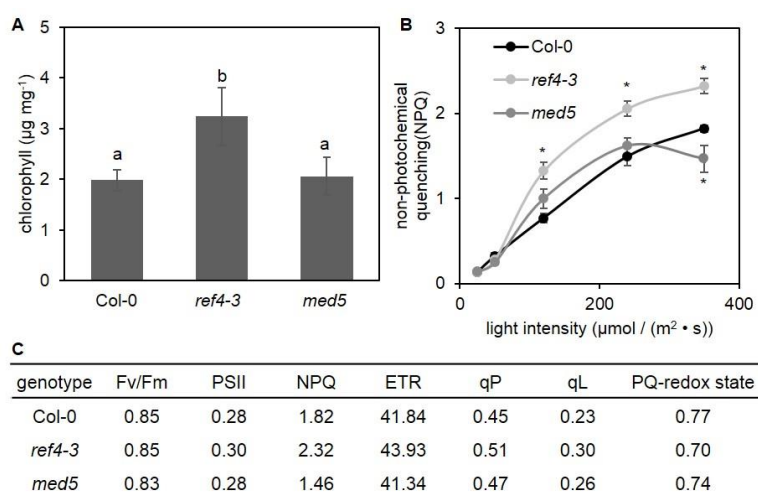 A
chlorophyll (µg mg⁻¹)
5
4
3
2
1
0
a
b
a
Col-0
ref4-3
med5
B
non-photochemical
quenching(NPQ)
3
2
1
0
Col-0
ref4-3
med5
*
*
*
*
0
200
400
light intensity (µmol / (m² • s))
C
genotype Fv/Fm PSII NPQ ETR qP qL PQ-redox state
Col-0 0.85 0.28 1.82 41.84 0.45 0.23 0.77
ref4-3 0.85 0.30 2.32 43.93 0.51 0.30 0.70
med5 0.83 0.28 1.46 41.34 0.47 0.26 0.74